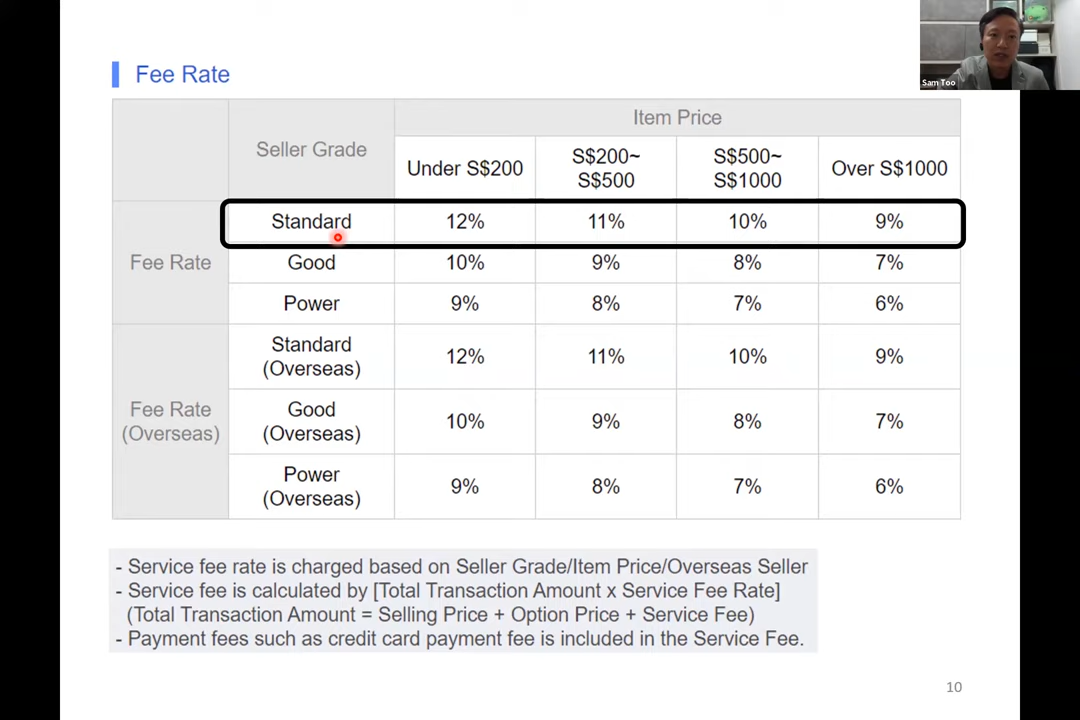 Sam Too
Fee Rate
Seller Grade
Item Price
Under S$200
S$200~
S$500
S$500~
S$1000
Over S$1000
Fee Rate
Standard 12% 11% 10% 9%
Good 10% 9% 8% 7%
Power 9% 8% 7% 6%
Fee Rate
(Overseas)
Standard
(Overseas)
12% 11% 10% 9%
Good
(Overseas)
10% 9% 8% 7%
Power
(Overseas)
9% 8% 7% 6%
- Service fee rate is charged based on Seller Grade/Item Price/Overseas Seller
- Service fee is calculated by [Total Transaction Amount x Service Fee Rate]
(Total Transaction Amount = Selling Price + Option Price + Service Fee)
- Payment fees such as credit card payment fee is included in the Service Fee.
10